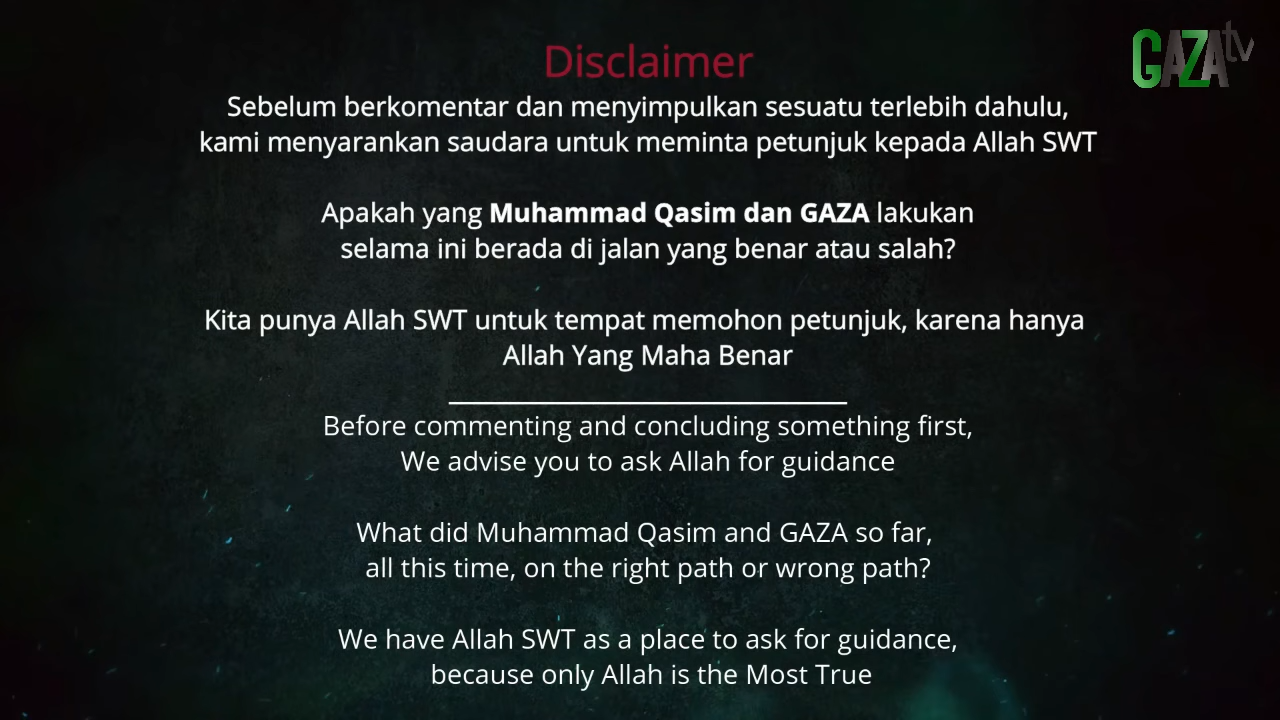 Disclaimer
GAZAtv
Sebelum berkomentar dan menyimpulkan sesuatu terlebih dahulu,
kami menyarankan saudara untuk meminta petunjuk kepada Allah SWT
Apakah yang Muhammad Qasim dan GAZA lakukan
selama ini berada di jalan yang benar atau salah?
Kita punya Allah SWT untuk tempat memohon petunjuk, karena hanya
Allah Yang Maha Benar
Before commenting and concluding something first,
We advise you to ask Allah for guidance
What did Muhammad Qasim and GAZA so far,
all this time, on the right path or wrong path?
We have Allah SWT as a place to ask for guidance,
because only Allah is the Most True